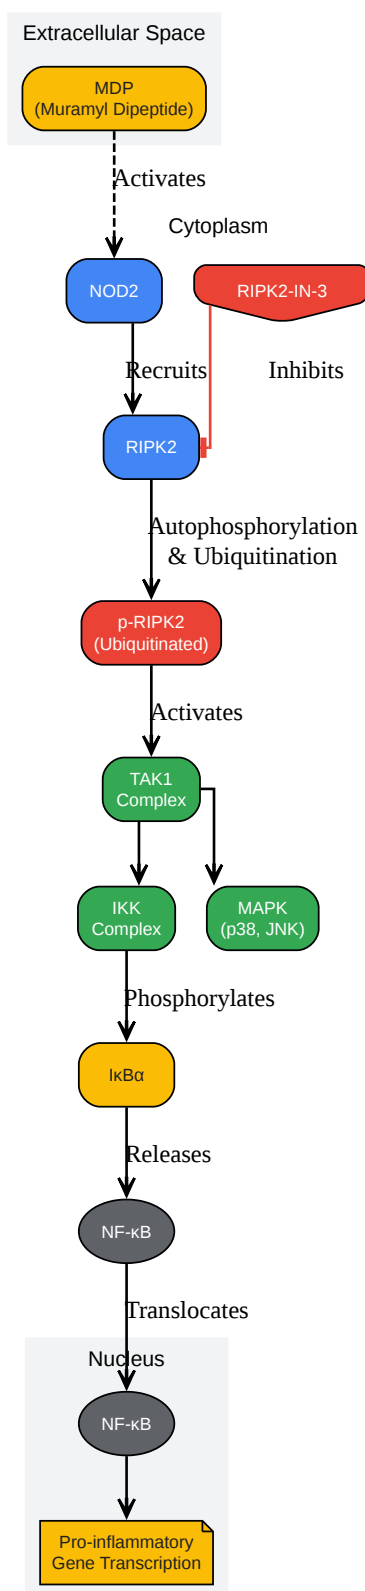 Extracellular Space
MDP
(Muramyl Dipeptide)
Activates
Cytoplasm
NOD2
RIPK2-IN-3
Recruits
Inhibits
RIPK2
Autophosphorylation
& Ubiquitination
p-RIPK2
(Ubiquitinated)
Activates
TAK1
Complex
IKK
Complex
MAPK
(p38, JNK)
Phosphorylates
IκBα
Releases
NF-κB
Translocates
Nucleus
NF-κB
Pro-inflammatory
Gene Transcription